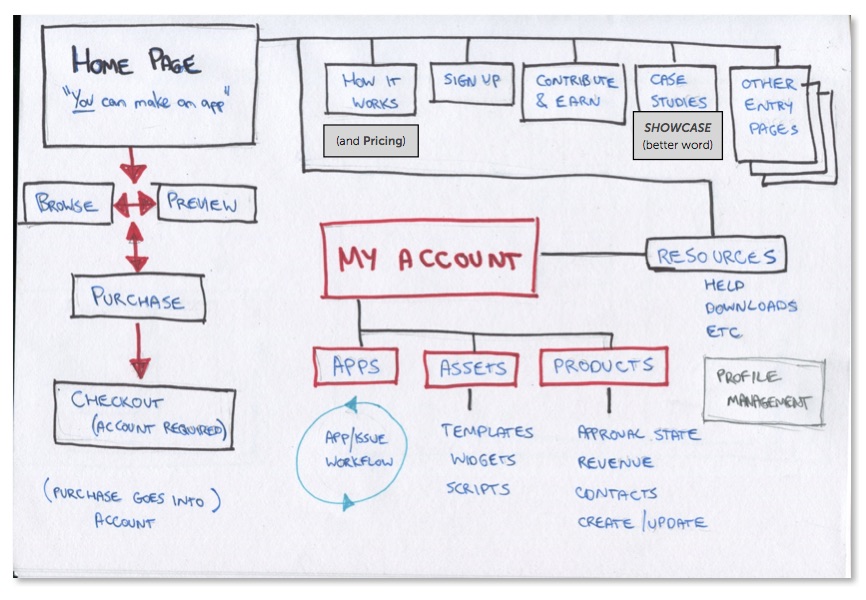 HOME PAGE
"You can make an app"
HOW IT
WORKS
(and Pricing)
SIGN UP
CONTRIBUTE
& EARN
CASE
STUDIES
SHOWCASE
(better word)
OTHER
ENTRY
PAGES
BROWSE
PREVIEW
PURCHASE
CHECKOUT
(ACCOUNT REQUIRED)
(PURCHASE GOES INTO)
ACCOUNT
MY ACCOUNT
RESOURCES
HELP
DOWNLOADS
ETC
APPS
ASSETS
PRODUCTS
PROFILE
MANAGEMENT
APP/ISSUE
WORKFLOW
TEMPLATES
WIDGETS
SCRIPTS
APPROVAL STATE
REVENUE
CONTACTS
CREATE/UPDATE